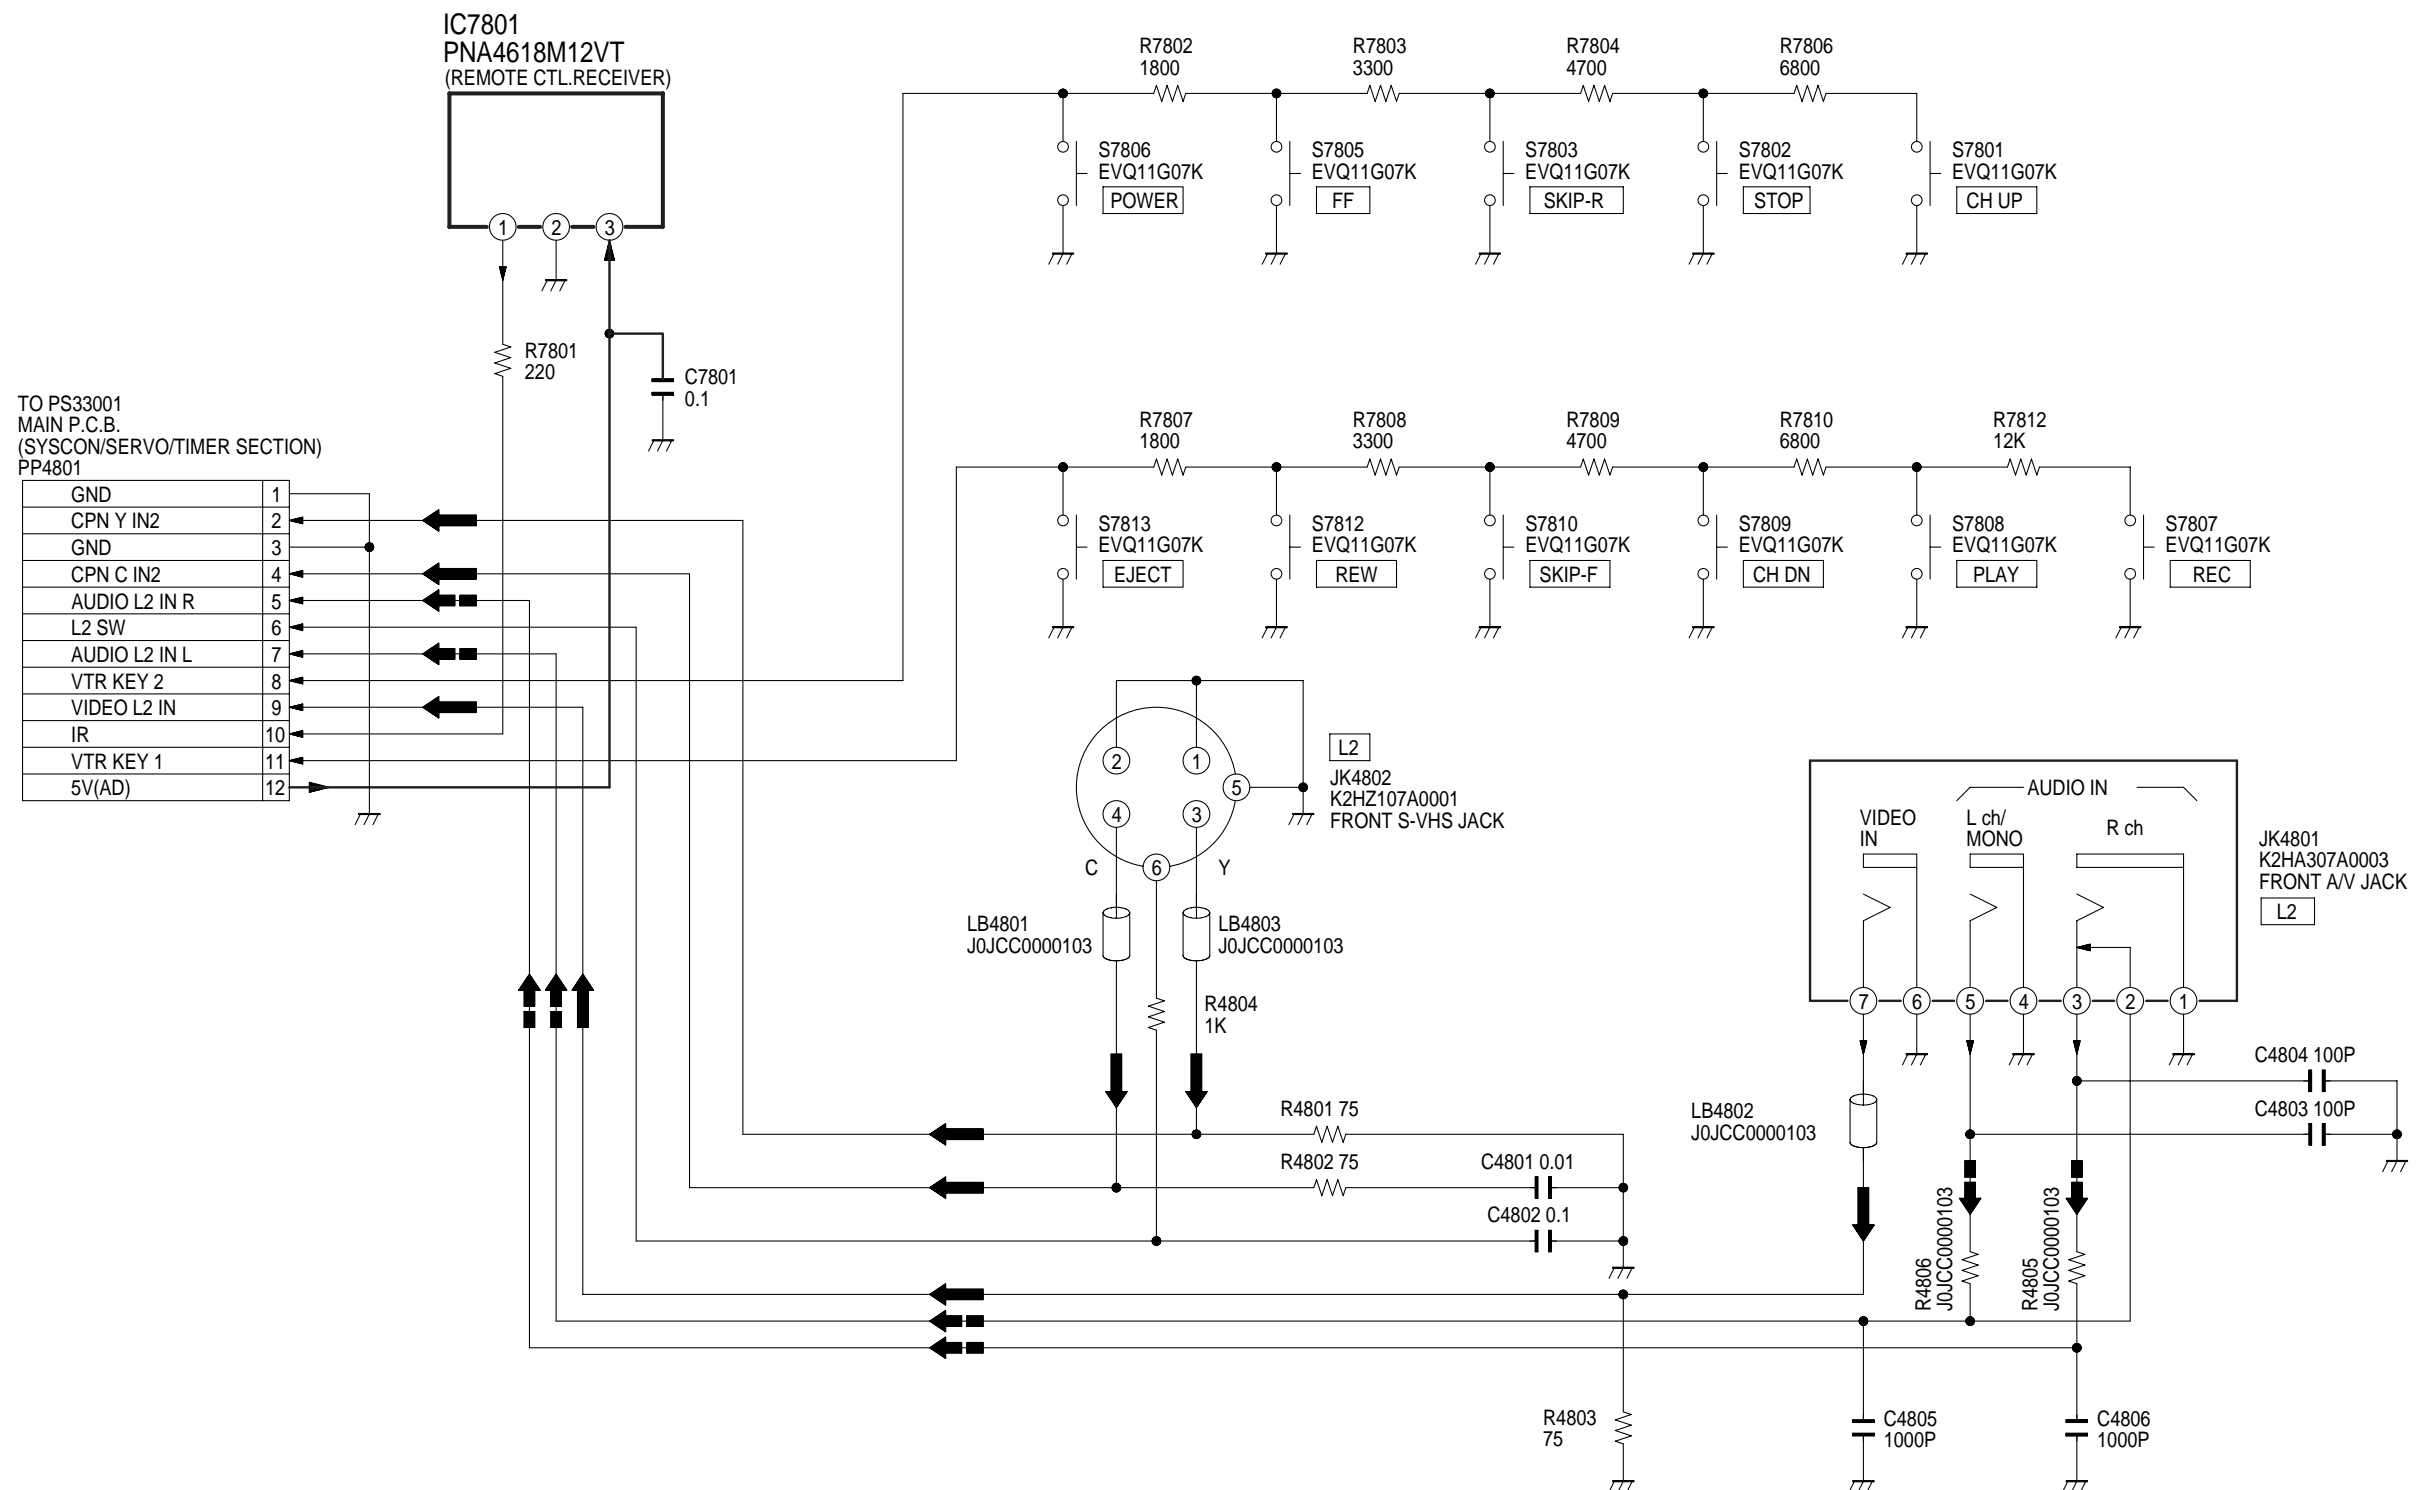 IC7801
PNA4618M12VT
(REMOTE CTL.RECEIVER)
1
2
3
R7801
220
C7801
0.1
R7802
1800
R7803
3300
R7804
4700
R7806
6800
S7806
EVQ11G07K
POWER
S7805
EVQ11G07K
FF
S7803
EVQ11G07K
SKIP-R
S7802
EVQ11G07K
STOP
S7801
EVQ11G07K
CH UP
TO PS33001
MAIN P.C.B.
(SYSCON/SERVO/TIMER SECTION)
PP4801
GND 1
CPN Y IN2 2
GND 3
CPN C IN2 4
AUDIO L2 IN R 5
L2 SW 6
AUDIO L2 IN L 7
VTR KEY 2 8
VIDEO L2 IN 9
IR 10
VTR KEY 1 11
5V(AD) 12
R7807
1800
R7808
3300
R7809
4700
R7810
6800
R7812
12K
S7813
EVQ11G07K
EJECT
S7812
EVQ11G07K
REW
S7810
EVQ11G07K
SKIP-F
S7809
EVQ11G07K
CH DN
S7808
EVQ11G07K
PLAY
S7807
EVQ11G07K
REC
2
1
5
4
3
6
C
Y
L2
JK4802
K2HZ107A0001
FRONT S-VHS JACK
LB4801
J0JCC0000103
LB4803
J0JCC0000103
R4804
1K
AUDIO IN
VIDEO
IN
L ch/
MONO
R ch
7
6
5
4
3
2
1
JK4801
K2HA307A0003
FRONT A/V JACK
L2
C4804 100P
C4803 100P
LB4802
J0JCC0000103
R4801 75
R4802 75
C4801 0.01
C4802 0.1
R4806
J0JCC0000103
R4805
J0JCC0000103
R4803
75
C4805
1000P
C4806
1000P